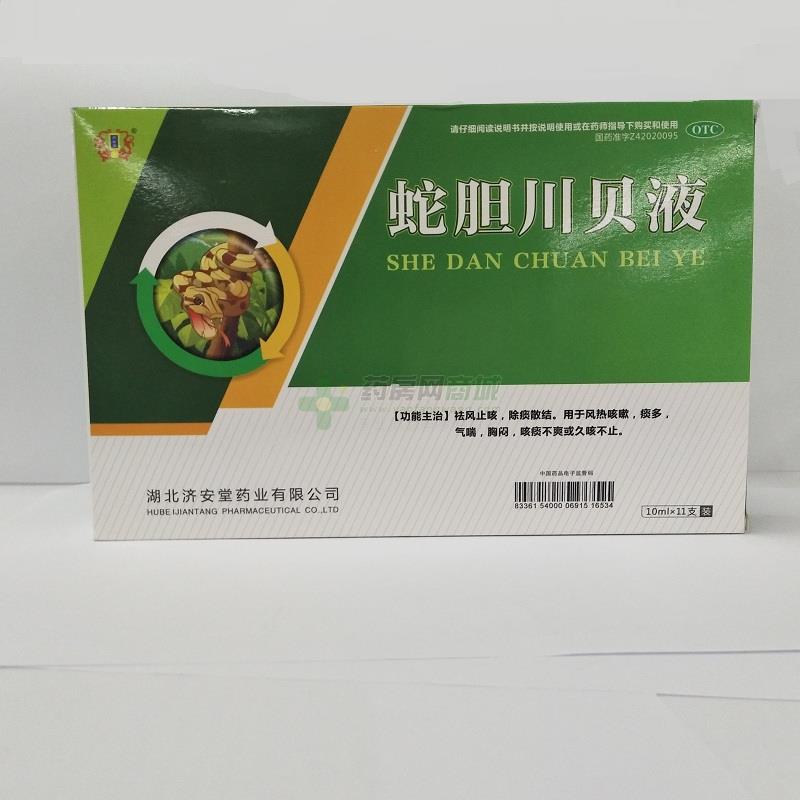 请仔细阅读说明书并按说明使用或在药师指导下购买和使用
国药准字Z42020095
OTC
蛇胆川贝液
SHE DAN CHUAN BEI YE
药房网商城
【功能主治】祛风止咳，除痰散结。用于风热咳嗽，痰多，
气喘，胸闷，咳痰不爽或久咳不止。
中国药品电子监管码
83361 54000 06915 16534
湖北济安堂药业有限公司
HUBEIJIANTANG PHARMACEUTICAL CO.,LTD
10ml×11支 装